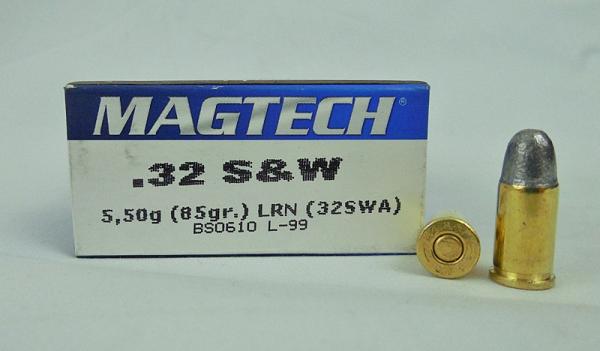 MAGTECH®
.32 S&W
5,50g (85gr.) LRN (32SWA)
BS0610 L-99